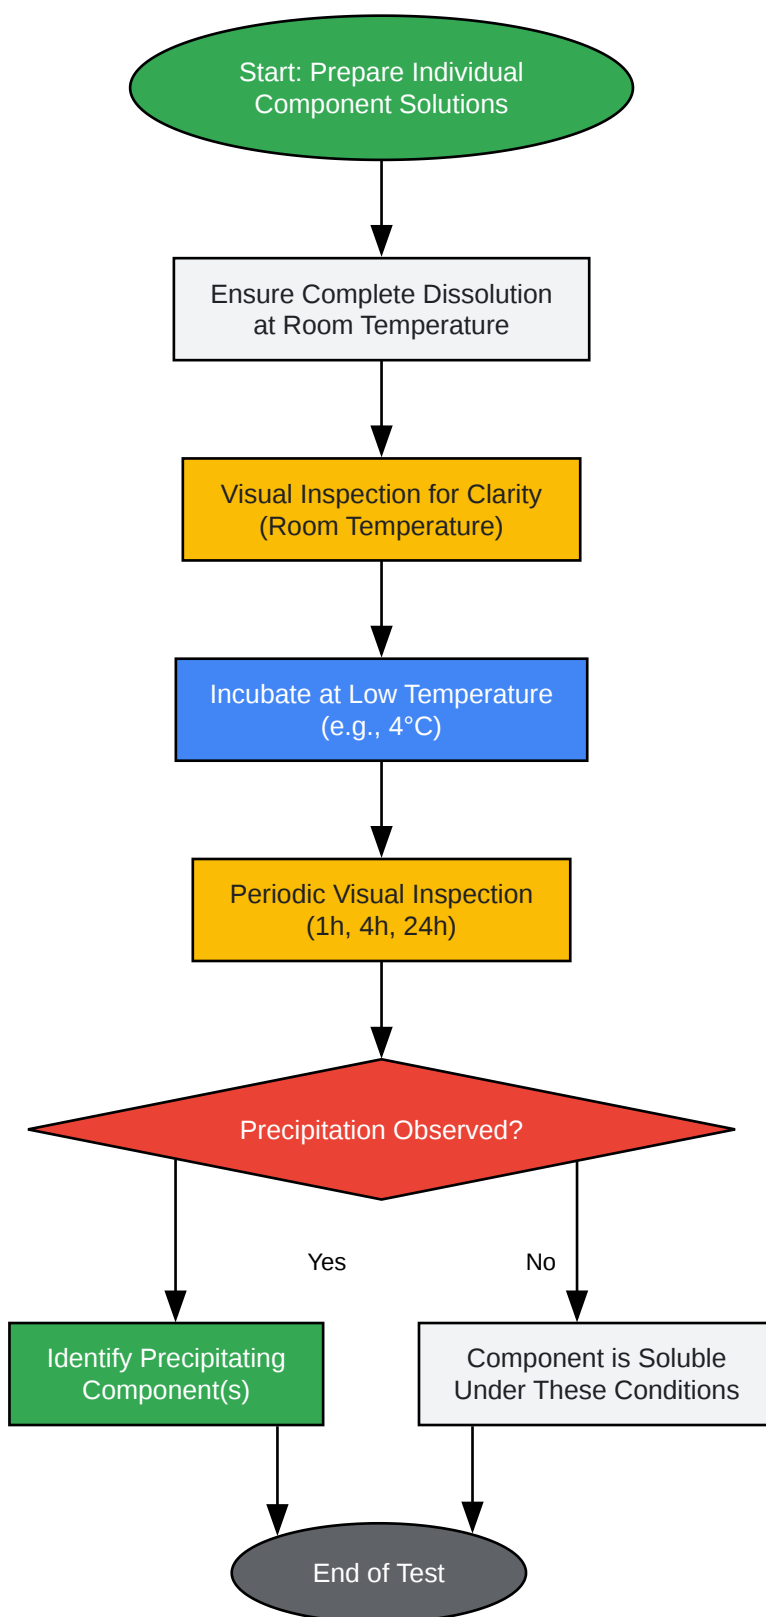 Start: Prepare Individual
Component Solutions
Ensure Complete Dissolution
at Room Temperature
Visual Inspection for Clarity
(Room Temperature)
Incubate at Low Temperature
(e.g., 4°C)
Periodic Visual Inspection
(1h, 4h, 24h)
Precipitation Observed?
Yes
No
Identify Precipitating
Component(s)
Component is Soluble
Under These Conditions
End of Test